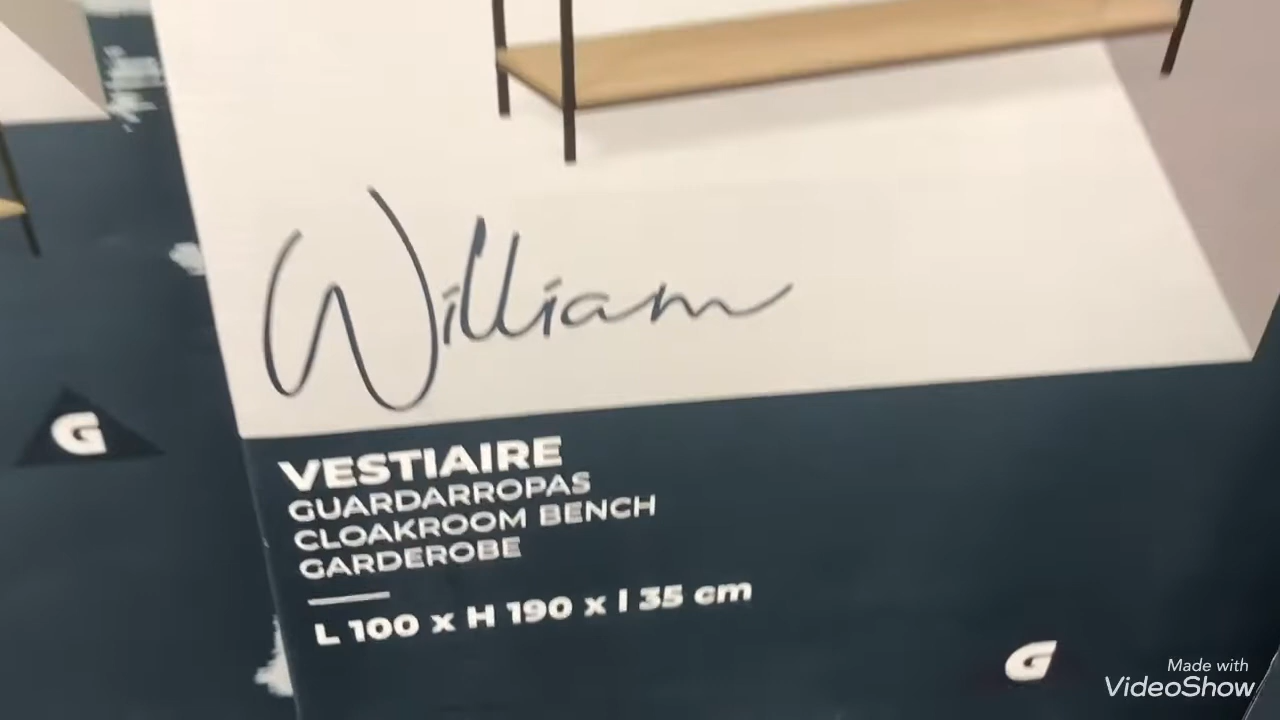 William
VESTIAIRE
GUARDARROPAS
CLOAKROOM BENCH
GARDEROBE
L 100 x H 190 x l 35 cm
G
G
Made with
VideoShow